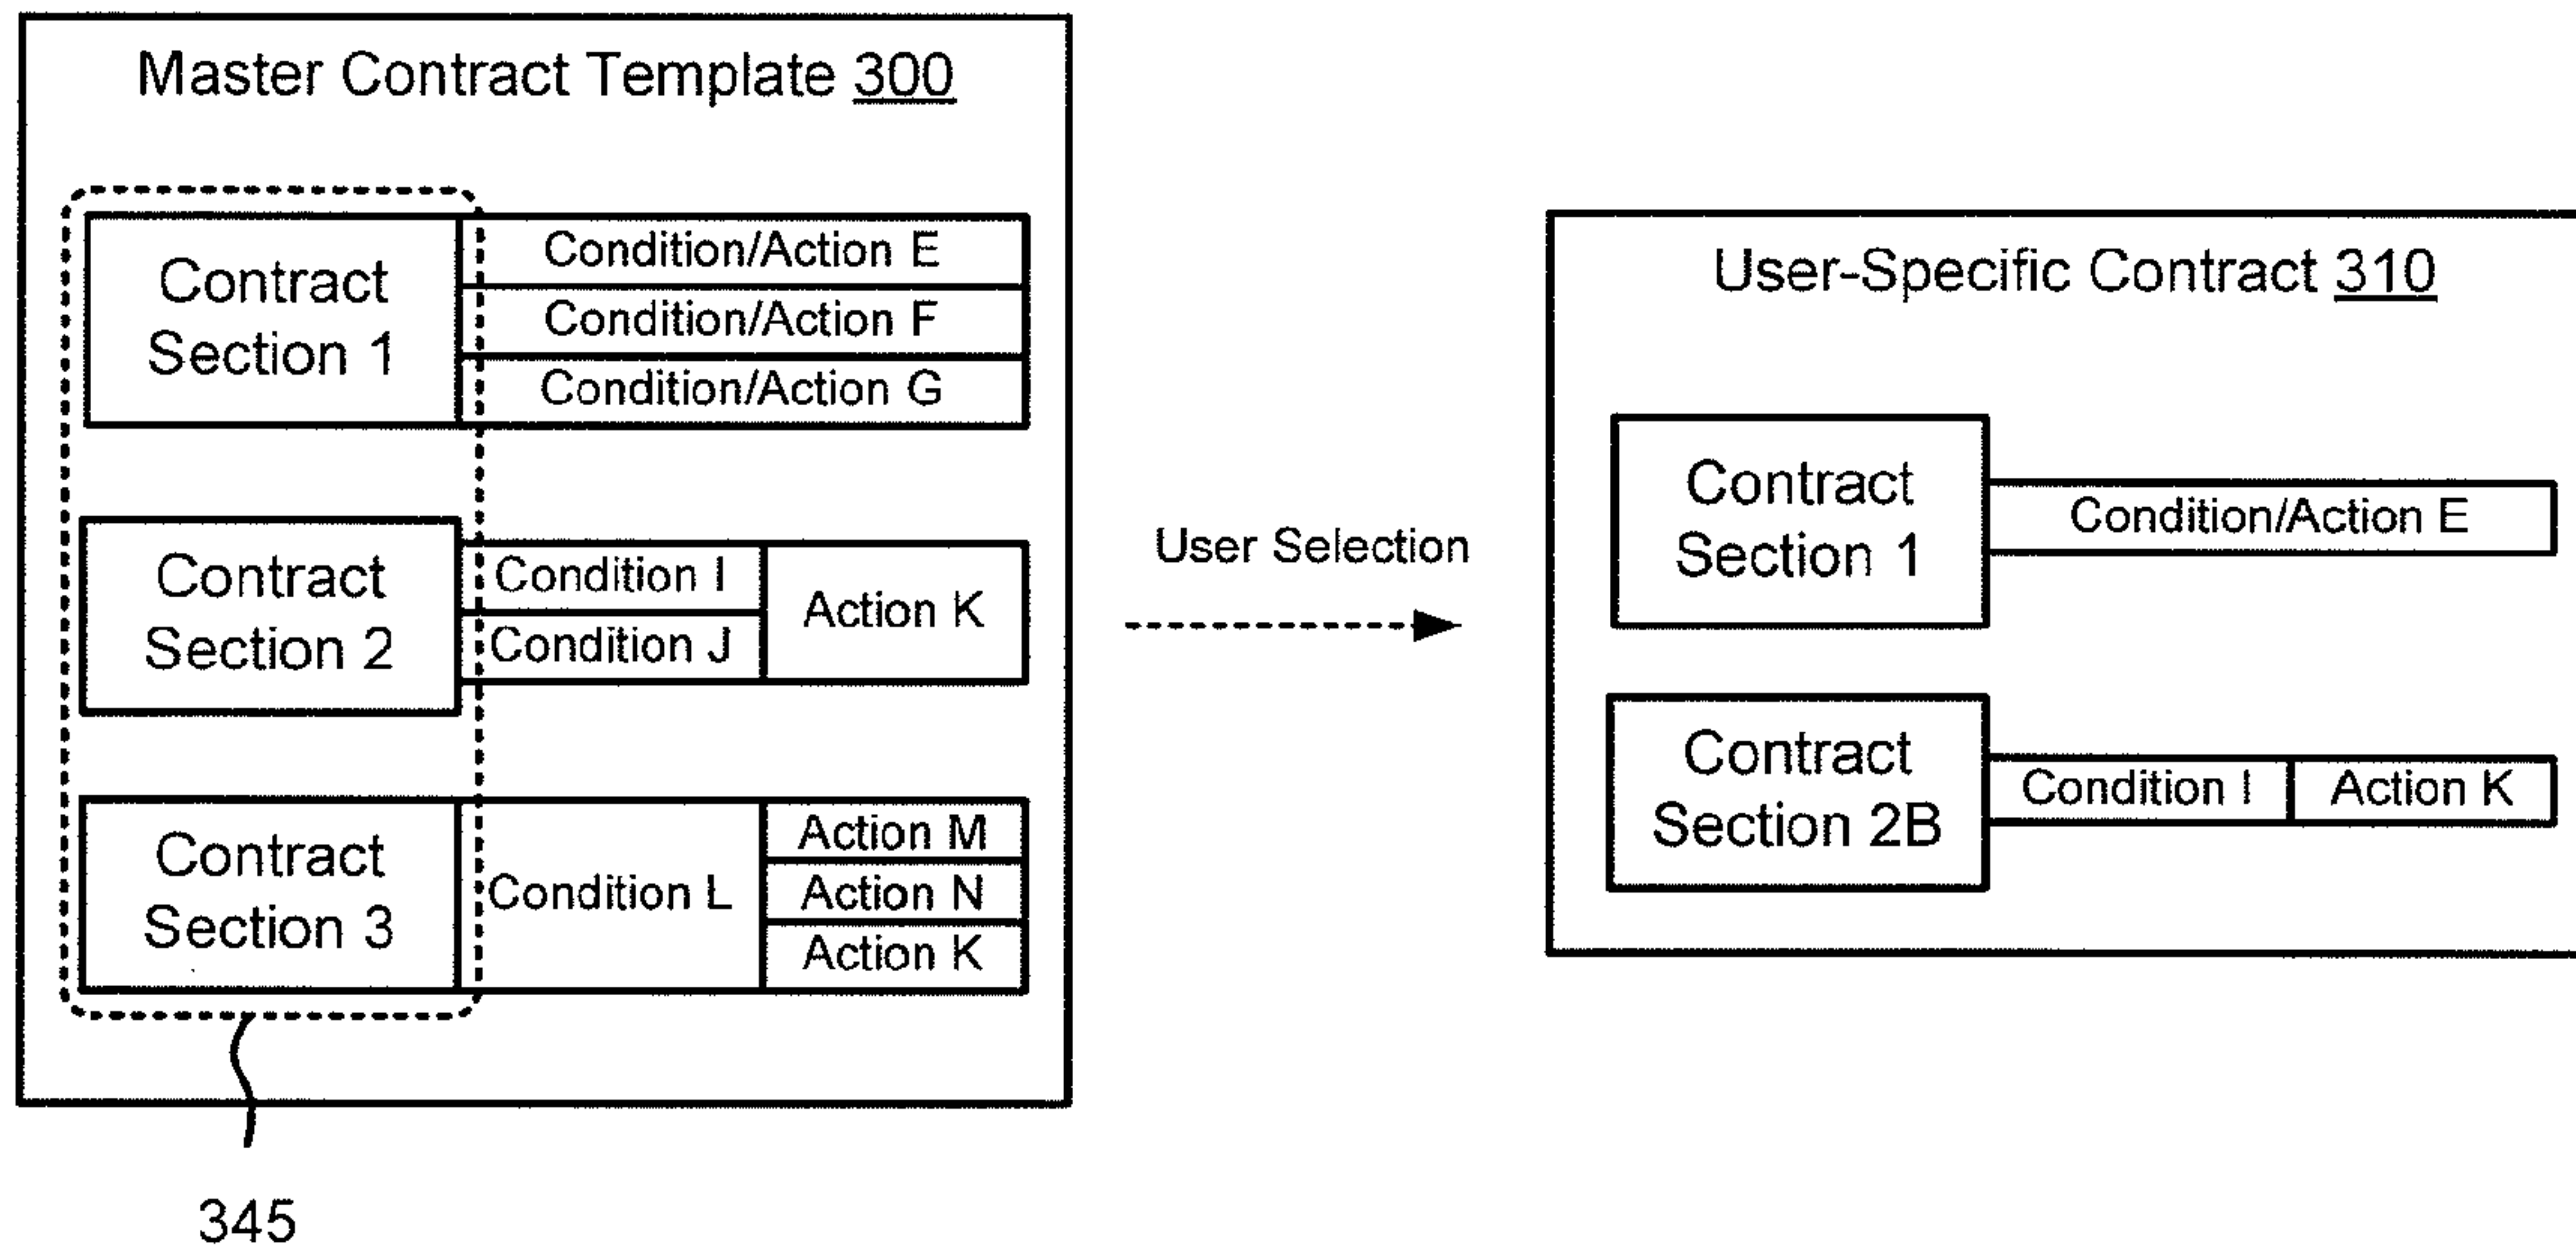 Master Contract Template 300
Contract
Section 1
Condition/Action E
Condition/Action F
Condition/Action G
Contract
Section 2
Condition I
Condition J
Action K
Contract
Section 3
Condition L
Action M
Action N
Action K
345
User Selection
User-Specific Contract 310
Contract
Section 1
Condition/Action E
Contract
Section 2B
Condition I
Action K